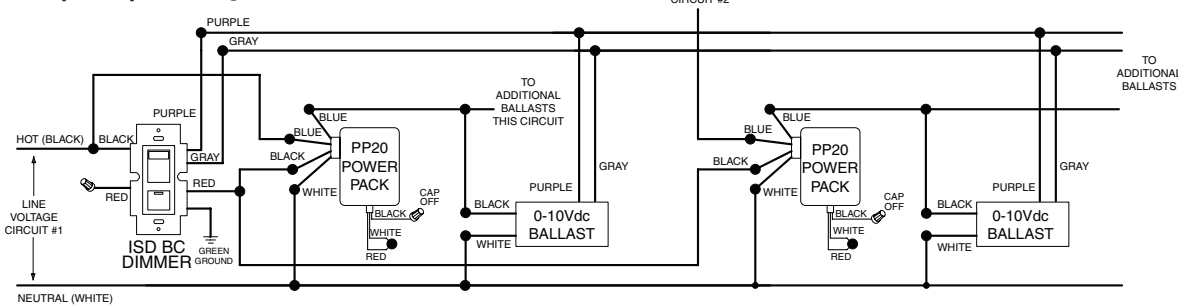 CIRCUIT #2
PURPLE
GRAY
TO
ADDITIONAL
BALLASTS
TO
ADDITIONAL
BALLASTS
THIS CIRCUIT
PURPLE
HOT (BLACK)
BLACK
GRAY
RED
RED
LINE
VOLTAGE
CIRCUIT #1
ISD BC
DIMMER
GREEN
GROUND
NEUTRAL (WHITE)
BLUE
BLUE
BLACK
WHITE
PP20
POWER
PACK
BLACK
WHITE
RED
CAP
OFF
GRAY
PURPLE
BLACK
WHITE
0-10Vdc
BALLAST
BLUE
BLUE
BLACK
WHITE
PP20
POWER
PACK
BLACK
WHITE
RED
CAP
OFF
GRAY
PURPLE
BLACK
WHITE
0-10Vdc
BALLAST